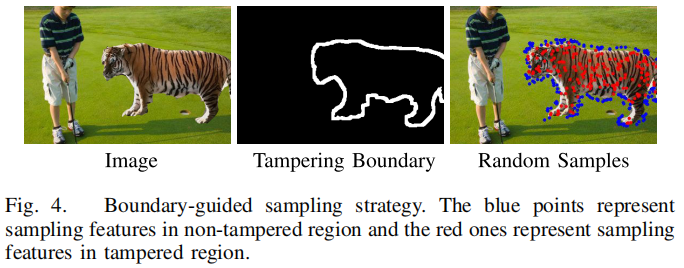 Image
Tampering Boundary
Random Samples
Fig. 4. Boundary-guided sampling strategy. The blue points represent
sampling features in non-tampered region and the red ones represent sampling
features in tampered region.